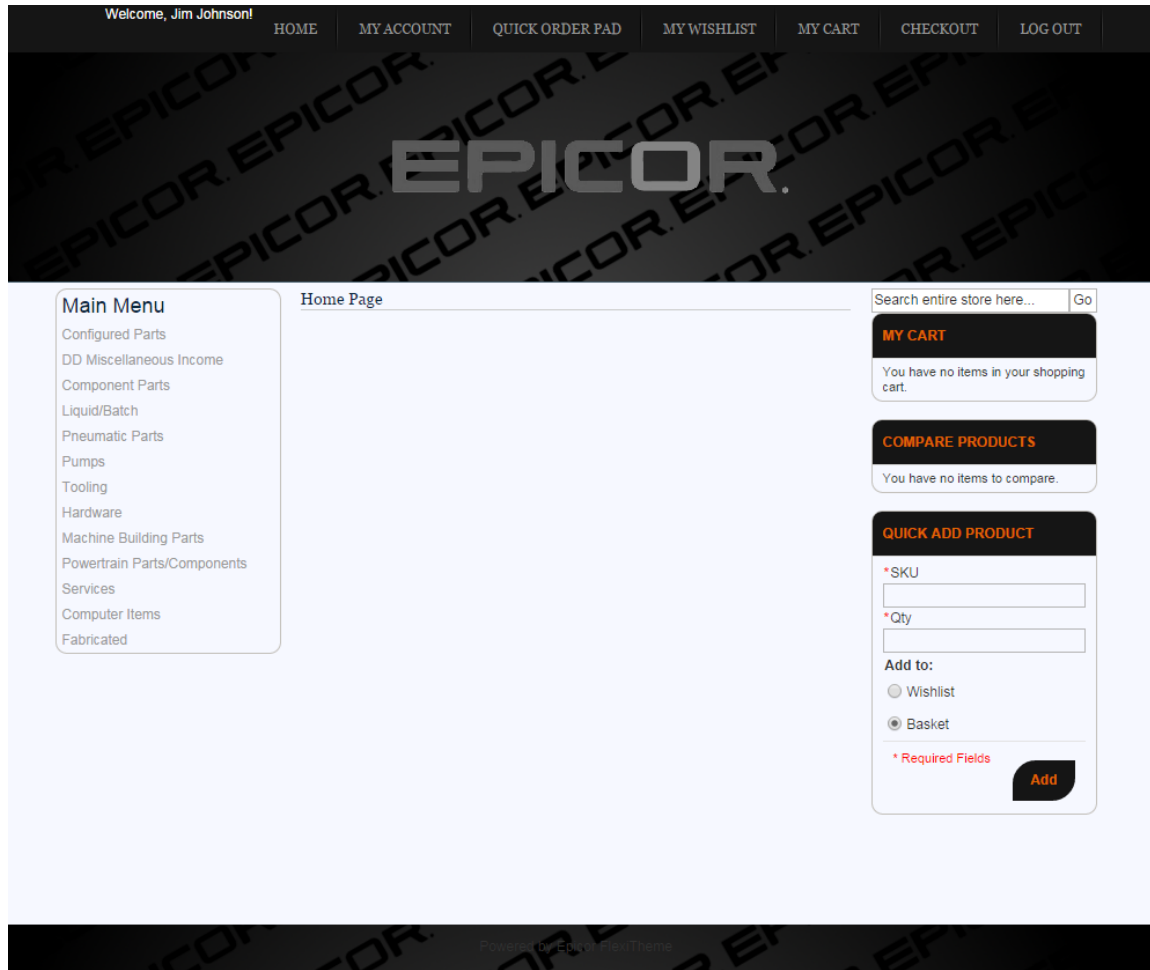 Welcome, Jim Johnson!
HOME MY ACCOUNT QUICK ORDER PAD MY WISHLIST MY CART CHECKOUT LOG OUT
EPICOR.
Main Menu
Configured Parts
DD Miscellaneous Income
Component Parts
Liquid/Batch
Pneumatic Parts
Pumps
Tooling
Hardware
Machine Building Parts
Powertrain Parts/Components
Services
Computer Items
Fabricated
Home Page
Search entire store here... Go
MY CART
You have no items in your shopping
cart.
COMPARE PRODUCTS
You have no items to compare.
QUICK ADD PRODUCT
*SKU
*Qty
Add to:
Wishlist
Basket
* Required Fields
Add
Powered by Epicor FlexiTheme